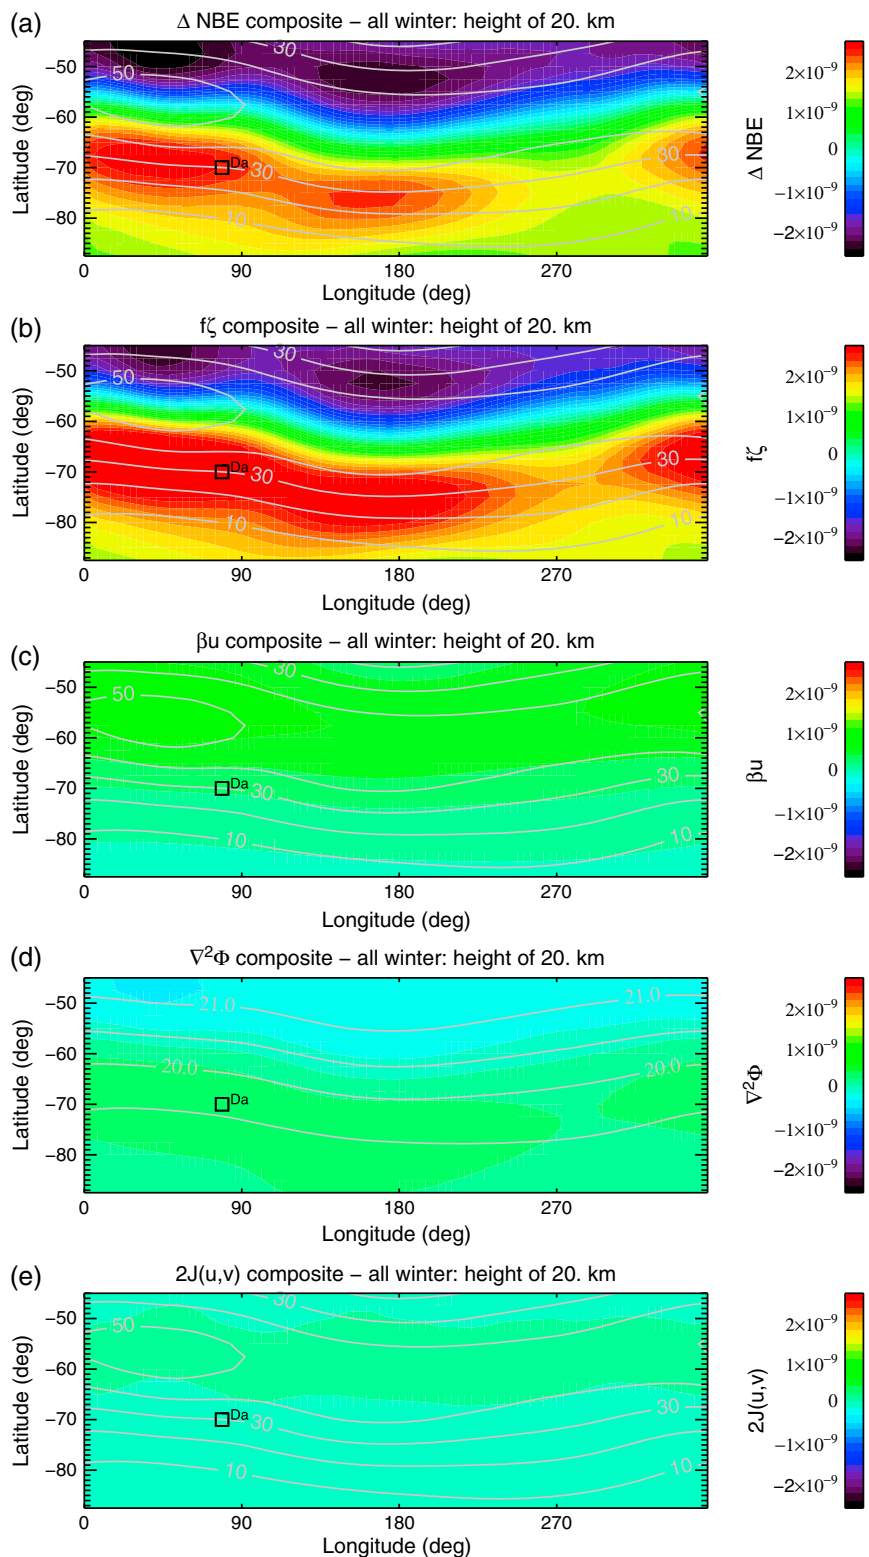 (a)
Δ NBE composite − all winter: height of 20. km
−50
−60
−70
−80
Latitude (deg)
0 90 180 270
Longitude (deg)
30
50
Da
30
30
10
10
2×10⁻⁹
1×10⁻⁹
0
−1×10⁻⁹
−2×10⁻⁹
Δ NBE
(b)
fζ composite − all winter: height of 20. km
−50
−60
−70
−80
Latitude (deg)
0 90 180 270
Longitude (deg)
30
50
Da
30
30
10
10
2×10⁻⁹
1×10⁻⁹
0
−1×10⁻⁹
−2×10⁻⁹
fζ
(c)
βu composite − all winter: height of 20. km
−50
−60
−70
−80
Latitude (deg)
0 90 180 270
Longitude (deg)
30
50
Da
30
30
10
10
2×10⁻⁹
1×10⁻⁹
0
−1×10⁻⁹
−2×10⁻⁹
βu
(d)
∇²Φ composite − all winter: height of 20. km
−50
−60
−70
−80
Latitude (deg)
0 90 180 270
Longitude (deg)
21.0
21.0
20.0
20.0
Da
2×10⁻⁹
1×10⁻⁹
0
−1×10⁻⁹
−2×10⁻⁹
∇²Φ
(e)
2J(u,v) composite − all winter: height of 20. km
−50
−60
−70
−80
Latitude (deg)
0 90 180 270
Longitude (deg)
30
50
Da
30
30
10
10
2×10⁻⁹
1×10⁻⁹
0
−1×10⁻⁹
−2×10⁻⁹
2J(u,v)